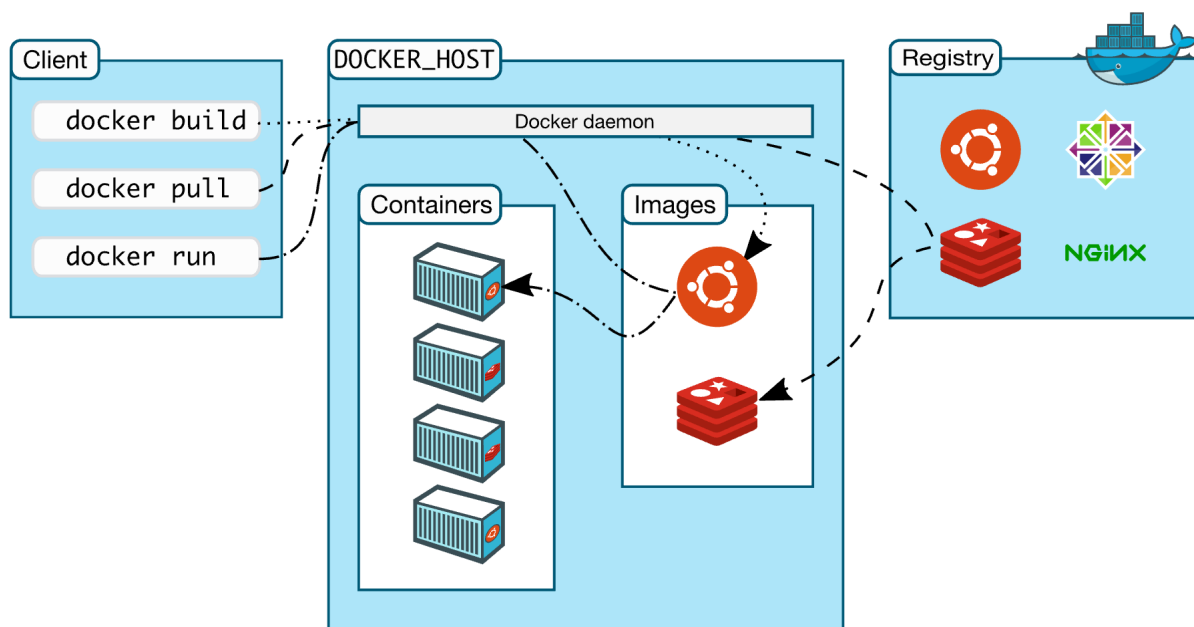 Client
docker build
docker pull
docker run
DOCKER_HOST
Docker daemon
Containers
Images
Registry
NGiNX